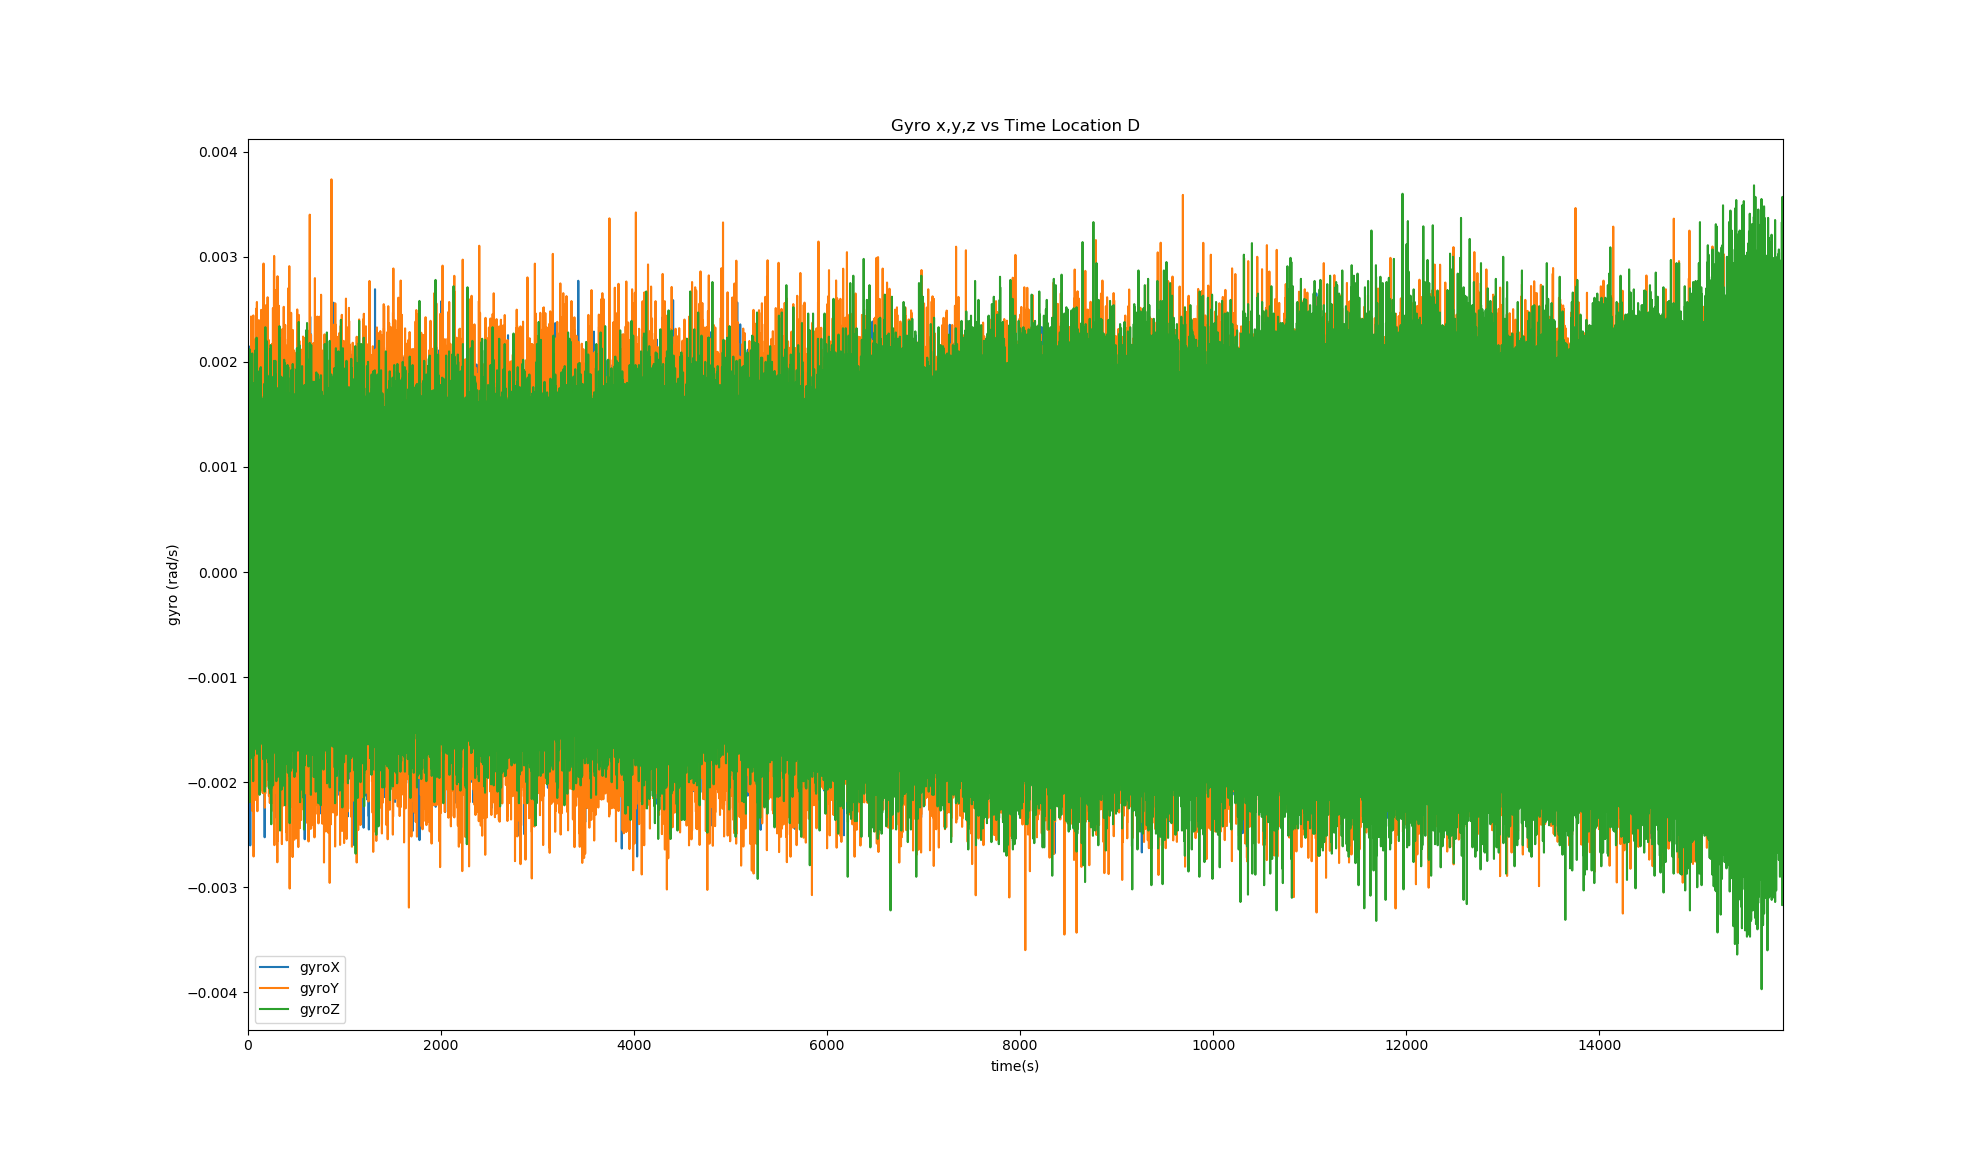 Gyro x,y,z vs Time Location D
0.004
0.003
0.002
0.001
0.000
−0.001
−0.002
−0.003
−0.004
gyro (rad/s)
gyroX
gyroY
gyroZ
0 2000 4000 6000 8000 10000 12000 14000
time(s)